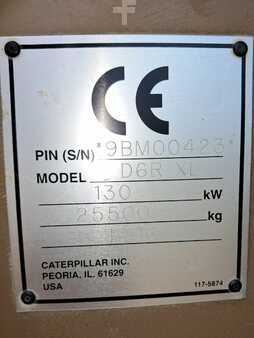 CE
PIN (S/N) *9BM00423*
MODEL D6R XL
130 kW
25500 kg
CATERPILLAR INC.
PEORIA, IL. 61629
USA
117-5874